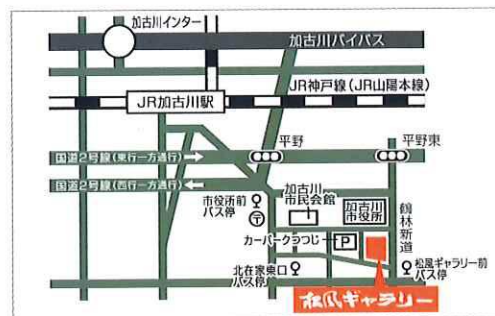 加古川インター
加古川バイパス
JR神戸線(JR山陽本線)
JR加古川駅
平野
平野東
国道2号線(東行一方通行)
国道2号線(西行一方通行)
市役所前
バス停
加古川
市民会館
加古川
市役所
鶴林新道
カーパークつつじ
P
北在家東口
バス停
松風ギャラリー前
バス停
松風ギャラリー